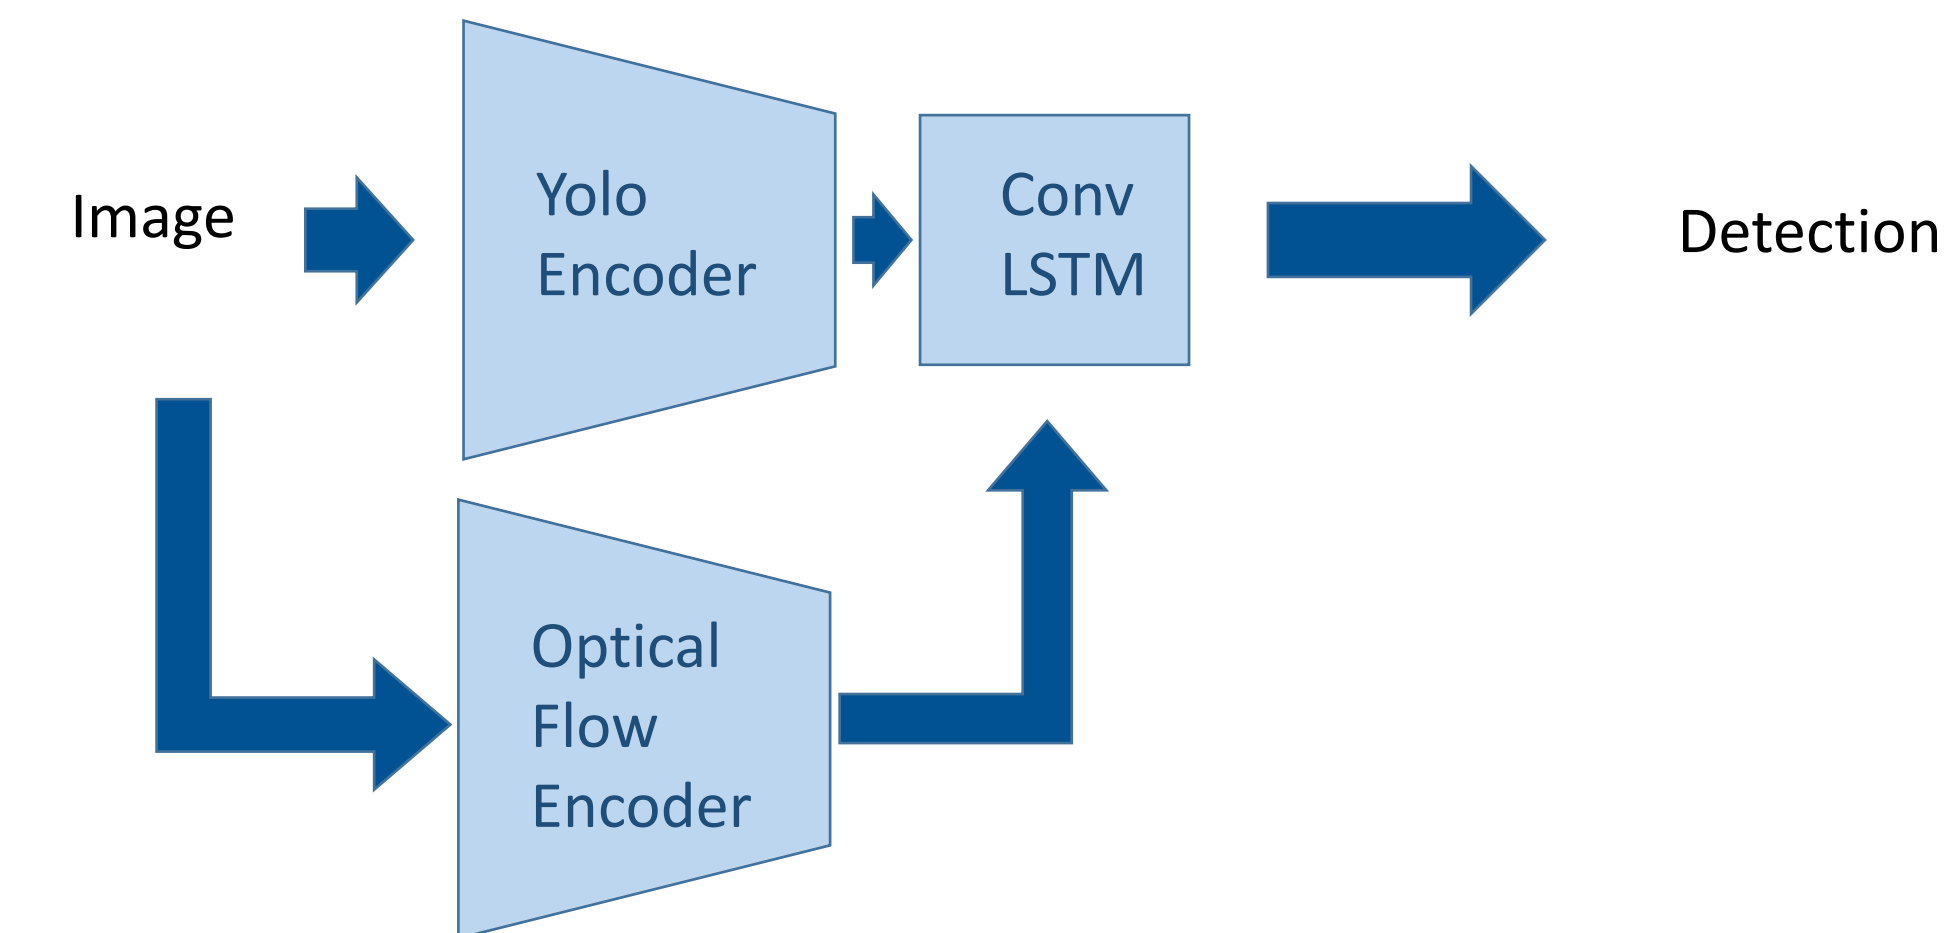 Image
Yolo
Encoder
Conv
LSTM
Detection
Optical
Flow
Encoder